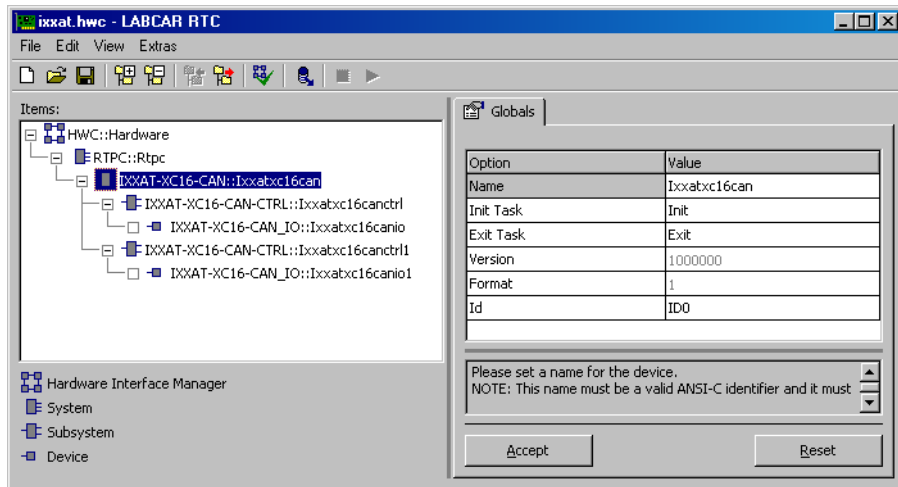 ixxat.hwc - LABCAR RTC
File Edit View Extras
Items:
HWC::Hardware
RTPC::Rtpc
IXXAT-XC16-CAN::Ixxatxc16can
IXXAT-XC16-CAN-CTRL::Ixxatxc16canctrl
IXXAT-XC16-CAN_IO::Ixxatxc16canio
IXXAT-XC16-CAN-CTRL::Ixxatxc16canctrl1
IXXAT-XC16-CAN_IO::Ixxatxc16canio1
Hardware Interface Manager
System
Subsystem
Device
Globals
Option Value
Name Ixxatxc16can
Init Task Init
Exit Task Exit
Version 1000000
Format 1
Id ID0
Please set a name for the device.
NOTE: This name must be a valid ANSI-C identifier and it must
Accept Reset